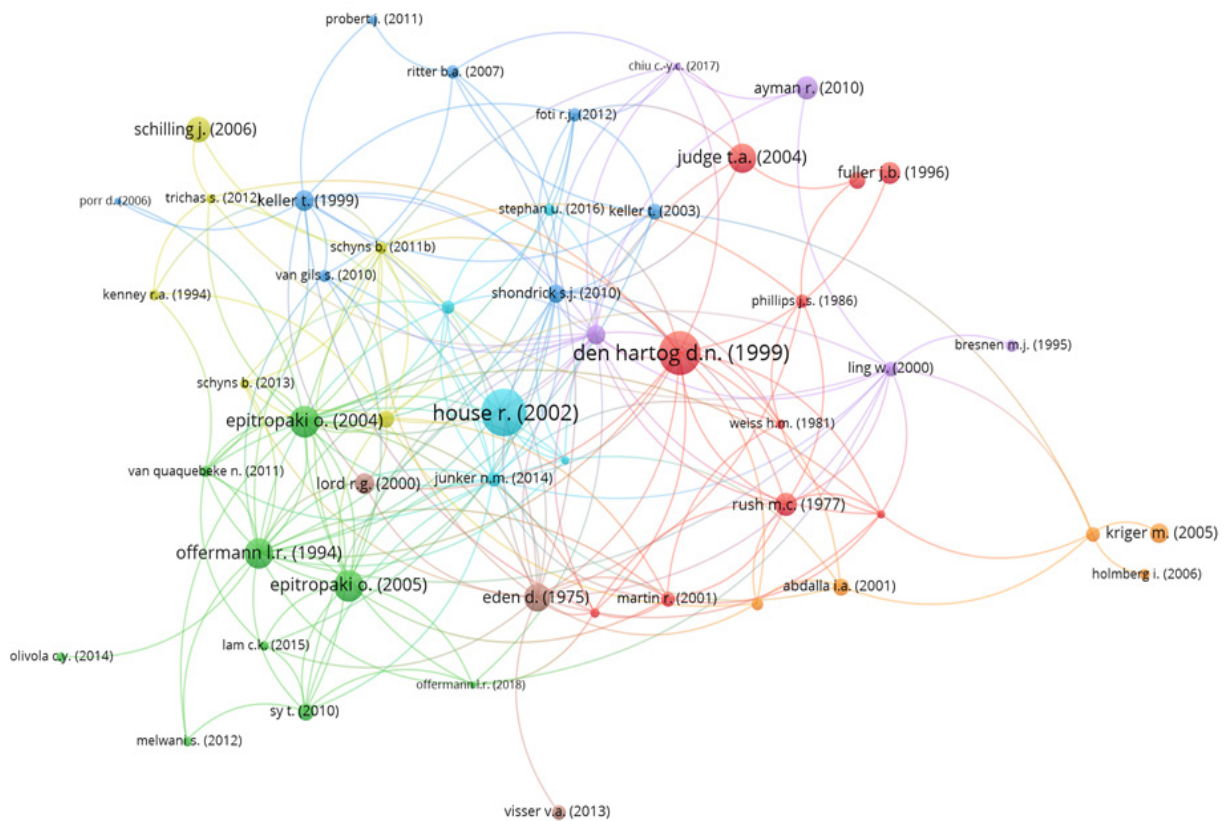 probert j. (2011)
ritter b.a. (2007)
chiu c.-y.c. (2017)
ayman r. (2010)
foti r.j. (2012)
schilling j. (2006)
judge t.a. (2004)
fuller j.b. (1996)
trichas s. (2012)
porr d. (2006)
keller t. (1999)
stephan u. (2016)
keller t. (2003)
schyns b. (2011b)
van gils s. (2010)
kenney r.a. (1994)
shondrick s.j. (2010)
phillips j.s. (1986)
den hartog d.n. (1999)
bresnen m.j. (1995)
ling w. (2000)
schyns b. (2013)
house r. (2002)
epitropaki o. (2004)
weiss h.m. (1981)
van quaquebeke n. (2011)
lord r.g. (2000)
junker n.m. (2014)
rush m.c. (1977)
kriger m. (2005)
offermann l.r. (1994)
holmberg i. (2006)
epitropaki o. (2005)
abdalla i.a. (2001)
eden d. (1975)
martin r. (2001)
lam c.k. (2015)
olivola c.y. (2014)
offermann l.r. (2018)
sy t. (2010)
melwani s. (2012)
visser v.a. (2013)